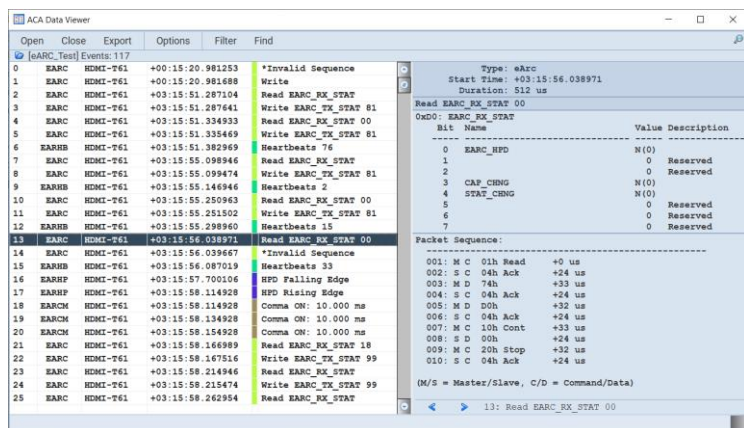 ACA Data Viewer
Open Close Export Options Filter Find
[eARC_Test] Events: 117
0 EARC HDMI-T61 +00:15:20.981253 *Invalid Sequence
1 EARC HDMI-T61 +00:15:20.981688 Write
2 EARC HDMI-T61 +03:15:51.287104 Read EARC_RX_STAT
3 EARC HDMI-T61 +03:15:51.287641 Write EARC_TX_STAT 81
4 EARC HDMI-T61 +03:15:51.334933 Read EARC_RX_STAT 00
5 EARC HDMI-T61 +03:15:51.335469 Write EARC_TX_STAT 81
6 EARHB HDMI-T61 +03:15:51.382969 Heartbeats 76
7 EARC HDMI-T61 +03:15:55.098946 Read EARC_RX_STAT
8 EARC HDMI-T61 +03:15:55.099474 Write EARC_TX_STAT 81
9 EARHB HDMI-T61 +03:15:55.146946 Heartbeats 2
10 EARC HDMI-T61 +03:15:55.250963 Read EARC_RX_STAT 00
11 EARC HDMI-T61 +03:15:55.251502 Write EARC_TX_STAT 81
12 EARHB HDMI-T61 +03:15:55.298960 Heartbeats 15
13 EARC HDMI-T61 +03:15:56.038971 Read EARC_RX_STAT 00
14 EARC HDMI-T61 +03:15:56.039667 *Invalid Sequence
15 EARHB HDMI-T61 +03:15:56.087019 Heartbeats 33
16 EARHP HDMI-T61 +03:15:57.700106 HPD Falling Edge
17 EARHP HDMI-T61 +03:15:58.114928 HPD Rising Edge
18 EARCM HDMI-T61 +03:15:58.114928 Comma ON: 10.000 ms
19 EARCM HDMI-T61 +03:15:58.134928 Comma ON: 10.000 ms
20 EARCM HDMI-T61 +03:15:58.154928 Comma ON: 10.000 ms
21 EARC HDMI-T61 +03:15:58.166989 Read EARC_RX_STAT 18
22 EARC HDMI-T61 +03:15:58.167516 Write EARC_TX_STAT 99
23 EARC HDMI-T61 +03:15:58.214946 Read EARC_RX_STAT
24 EARC HDMI-T61 +03:15:58.215474 Write EARC_TX_STAT 99
25 EARC HDMI-T61 +03:15:58.262954 Read EARC_RX_STAT
Type: eArc
Start Time: +03:15:56.038971
Duration: 512 us
Read EARC_RX_STAT 00
0xD0: EARC_RX_STAT
Bit Name Value Description
0 EARC_HPD N(0)
1 0 Reserved
2 0 Reserved
3 CAP_CHNG N(0)
4 STAT_CHNG N(0)
5 0 Reserved
6 0 Reserved
7 0 Reserved
Packet Sequence:
001: M C 01h Read +0 us
002: S C 04h Ack +24 us
003: M D 74h +33 us
004: S C 04h Ack +24 us
005: M D D0h +32 us
006: S C 04h Ack +24 us
007: M C 10h Cont +33 us
008: S D 00h +24 us
009: M C 20h Stop +32 us
010: S C 04h Ack +24 us
(M/S = Master/Slave, C/D = Command/Data)
13: Read EARC_RX_STAT 00